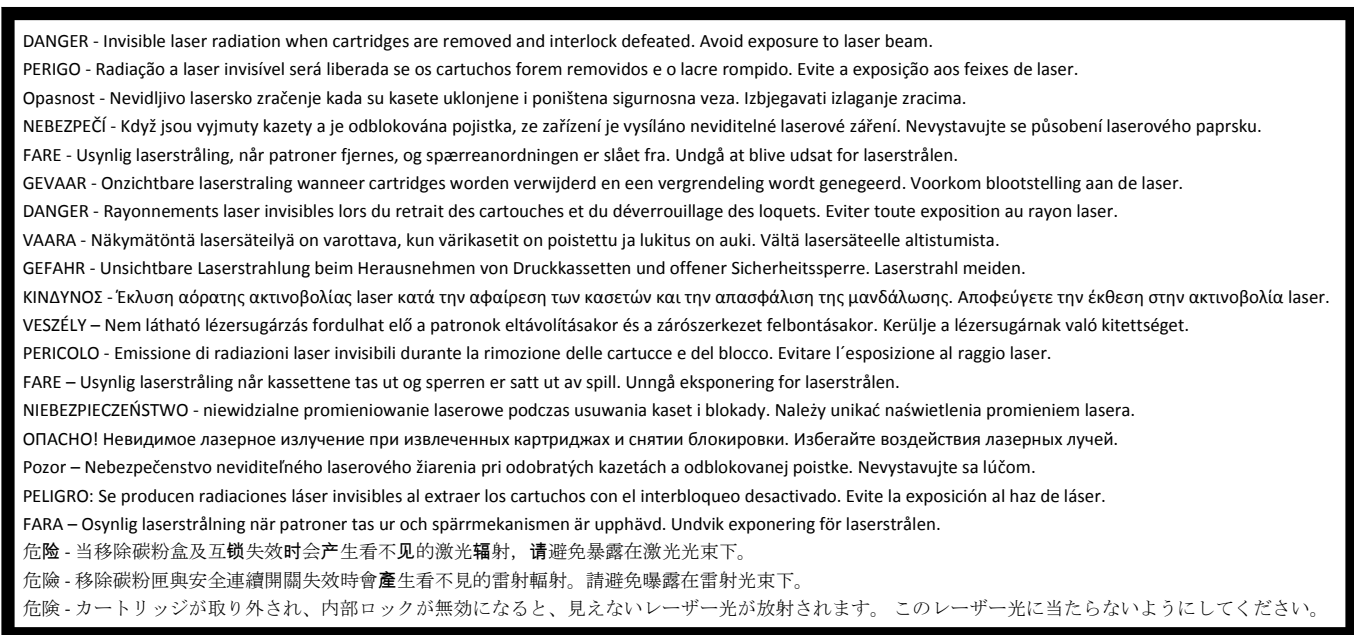 DANGER - Invisible laser radiation when cartridges are removed and interlock defeated. Avoid exposure to laser beam.
PERIGO - Radiação a laser invisível será liberada se os cartuchos forem removidos e o lacre rompido. Evite a exposição aos feixes de laser.
Opasnost - Nevidljivo lasersko zračenje kada su kasete uklonjene i poništena sigurnosna veza. Izbjegavati izlaganje zracima.
NEBEZPEČÍ - Když jsou vyjmuty kazety a je odblokována pojistka, ze zařízení je vysíláno neviditelné laserové záření. Nevystavujte se působení laserového paprsku.
FARE - Usynlig laserstråling, når patroner fjernes, og spærreanordningen er slået fra. Undgå at blive udsat for laserstrålen.
GEVAAR - Onzichtbare laserstraling wanneer cartridges worden verwijderd en een vergrendeling wordt genegeerd. Voorkom blootstelling aan de laser.
DANGER - Rayonnements laser invisibles lors du retrait des cartouches et du déverrouillage des loquets. Eviter toute exposition au rayon laser.
VAARA - Näkymätöntä lasersäteilyä on varottava, kun värikasetit on poistettu ja lukitus on auki. Vältä lasersäteelle altistumista.
GEFAHR - Unsichtbare Laserstrahlung beim Herausnehmen von Druckkassetten und offener Sicherheitssperre. Laserstrahl meiden.
ΚΙΝΔΥΝΟΣ - Έκλυση αόρατης ακτινοβολίας laser κατά την αφαίρεση των κασετών και την απασφάλιση της μανδάλωσης. Αποφεύγετε την έκθεση στην ακτινοβολία laser.
VESZÉLY – Nem látható lézersugárzás fordulhat elő a patronok eltávolításakor és a zárószerkezet felbontásakor. Kerülje a lézersugárnak való kitettséget.
PERICOLO - Emissione di radiazioni laser invisibili durante la rimozione delle cartucce e del blocco. Evitare l´esposizione al raggio laser.
FARE – Usynlig laserstråling når kassettene tas ut og sperren er satt ut av spill. Unngå eksponering for laserstrålen.
NIEBEZPIECZEŃSTWO - niewidzialne promieniowanie laserowe podczas usuwania kaset i blokady. Należy unikać naświetlenia promieniem lasera.
ОПАСНО! Невидимое лазерное излучение при извлеченных картриджах и снятии блокировки. Избегайте воздействия лазерных лучей.
Pozor – Nebezpečenstvo neviditeľného laserového žiarenia pri odobratých kazetách a odblokovanej poistke. Nevystavujte sa lúčom.
PELIGRO: Se producen radiaciones láser invisibles al extraer los cartuchos con el interbloqueo desactivado. Evite la exposición al haz de láser.
FARA – Osynlig laserstrålning när patroner tas ur och spärrmekanismen är upphävd. Undvik exponering för laserstrålen.
危险 - 当移除碳粉盒及互锁失效时会产生看不见的激光辐射，请避免暴露在激光光束下。
危險 - 移除碳粉匣與安全連續開關失效時會產生看不見的雷射輻射。請避免曝露在雷射光束下。
危険 - カートリッジが取り外され、内部ロックが無効になると、見えないレーザー光が放射されます。 このレーザー光に当たらないようにしてください。